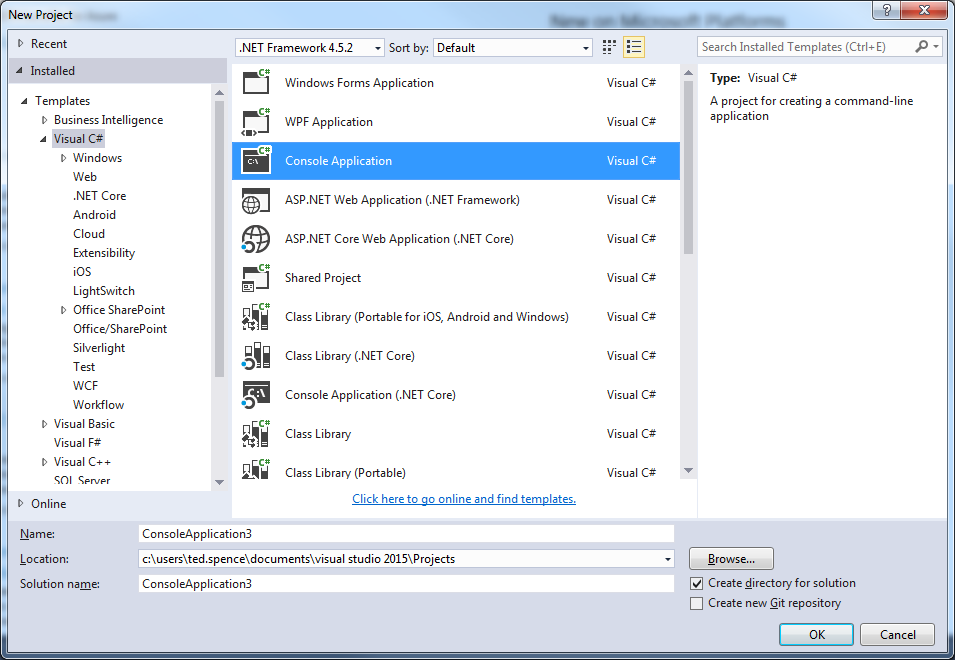 New Project
New on Microsoft Platforms
Recent
Installed
Templates
Business Intelligence
Visual C#
Windows
Web
.NET Core
Android
Cloud
Extensibility
iOS
LightSwitch
Office SharePoint
Office/SharePoint
Silverlight
Test
WCF
Workflow
Visual Basic
Visual F#
Visual C++
SQL Server
Online
.NET Framework 4.5.2 Sort by: Default
Windows Forms Application Visual C#
WPF Application Visual C#
Console Application Visual C#
ASP.NET Web Application (.NET Framework) Visual C#
ASP.NET Core Web Application (.NET Core) Visual C#
Shared Project Visual C#
Class Library (Portable for iOS, Android and Windows) Visual C#
Class Library (.NET Core) Visual C#
Console Application (.NET Core) Visual C#
Class Library Visual C#
Class Library (Portable) Visual C#
Click here to go online and find templates.
Search Installed Templates (Ctrl+E)
Type: Visual C#
A project for creating a command-line
application
Name: ConsoleApplication3
Location: c:\users\ted.spence\documents\visual studio 2015\Projects
Browse...
Solution name: ConsoleApplication3
Create directory for solution
Create new Git repository
OK Cancel